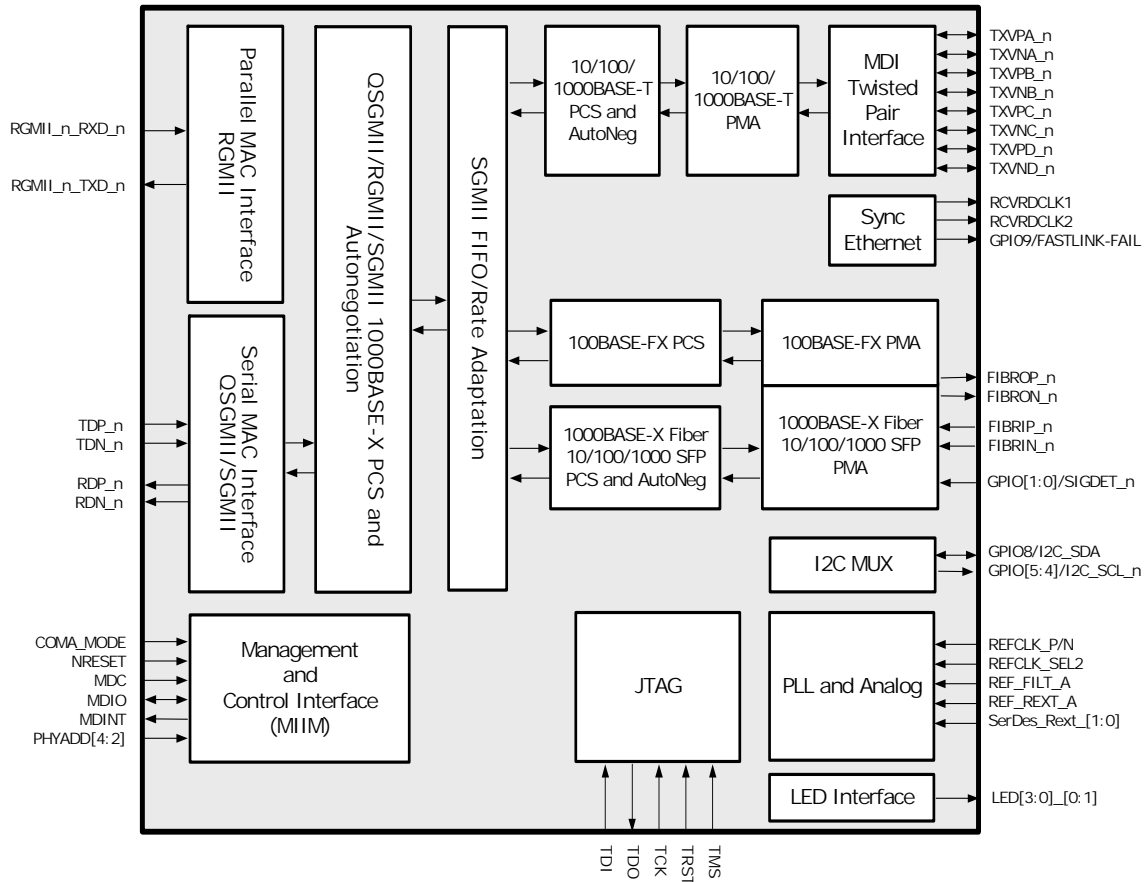 RGMII_n_RXD_n
RGMII_n_TXD_n
TDP_n
TDN_n
RDP_n
RDN_n
COMA_MODE
NRESET
MDC
MDIO
MDINT
PHYADD[4:2]
Parallel MAC Interface
RGMII
Serial MAC Interface
QSGMII/SGMII
Management
and
Control Interface
(MIIM)
QSGMII/RGMII/SGMII 1000BASE-X PCS and
Autonegotiation
SGMII FIFO/Rate Adaptation
10/100/
1000BASE-T
PCS and
AutoNeg
10/100/
1000BASE-T
PMA
MDI
Twisted
Pair
Interface
TXVPA_n
TXVNA_n
TXVPB_n
TXVNB_n
TXVPC_n
TXVNC_n
TXVPD_n
TXVND_n
Sync
Ethernet
RCVRDCLK1
RCVRDCLK2
GPIO9/FASTLINK-FAIL
100BASE-FX PCS
100BASE-FX PMA
1000BASE-X Fiber
10/100/1000 SFP
PCS and AutoNeg
1000BASE-X Fiber
10/100/1000 SFP
PMA
FIBROP_n
FIBRON_n
FIBRIP_n
FIBRIN_n
GPIO[1:0]/SIGDET_n
I2C MUX
GPIO8/I2C_SDA
GPIO[5:4]/I2C_SCL_n
JTAG
TDI
TDO
TCK
TRST
TMS
PLL and Analog
REFCLK_P/N
REFCLK_SEL2
REF_FILT_A
REF_REXT_A
SerDes_Rext_[1:0]
LED Interface
LED[3:0]_[0:1]